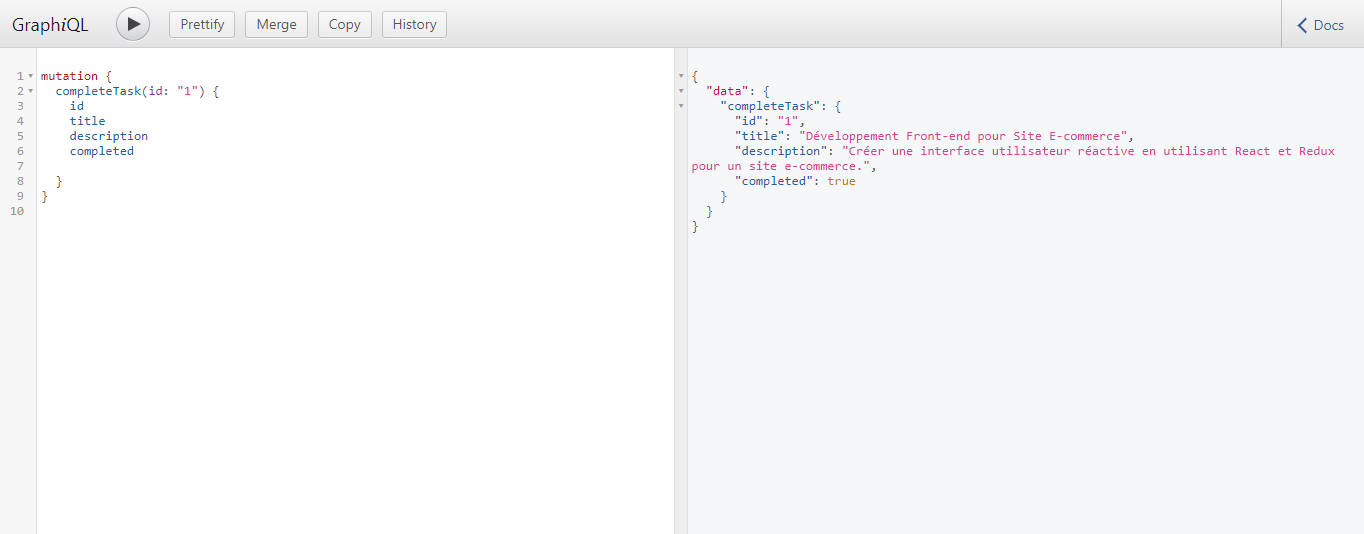 GraphiQL Prettify Merge Copy History Docs
1 mutation {
2 completeTask(id: "1") {
3 id
4 title
5 description
6 completed
7
8 }
9 }
10
{
"data": {
"completeTask": {
"id": "1",
"title": "Développement Front-end pour Site E-commerce",
"description": "Créer une interface utilisateur réactive en utilisant React et Redux
pour un site e-commerce.",
"completed": true
}
}
}